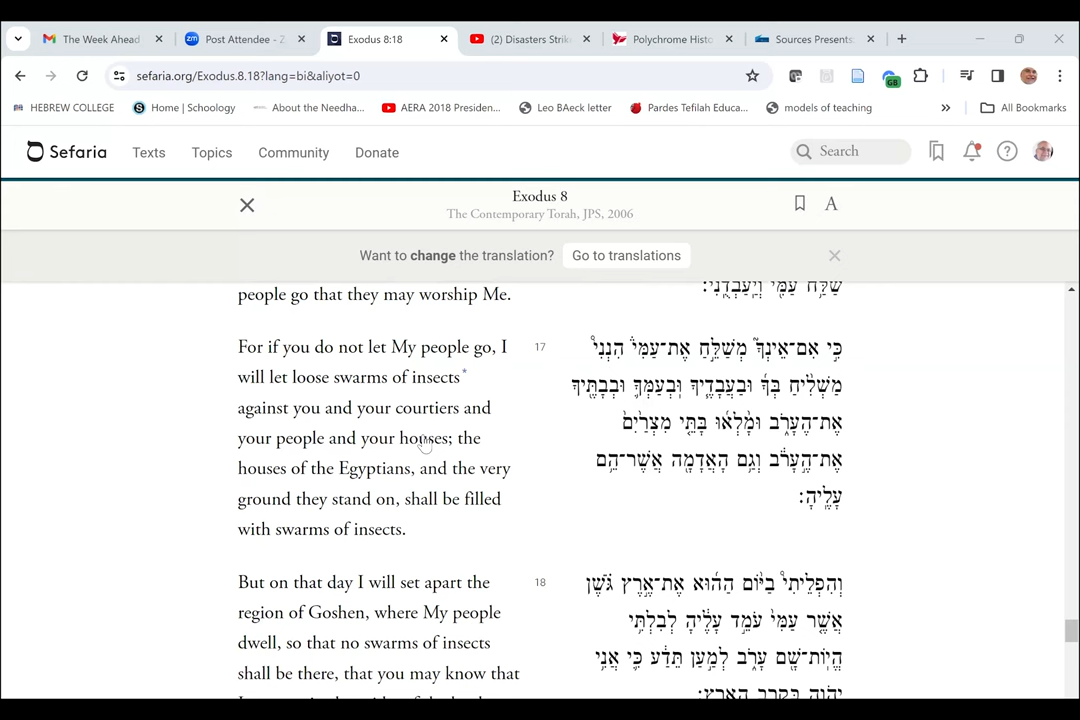 The Week Ahead
Post Attendee - Z
Exodus 8:18
(2) Disasters Strik
Polychrome Histo
Sources Presents:
sefaria.org/Exodus.8.18?lang=bi&aliyot=0
GB
HEBREW COLLEGE
Home | Schoology
About the Needha...
AERA 2018 Presiden...
Leo BAeck letter
Pardes Tefilah Educa...
models of teaching
All Bookmarks
Sefaria
Texts
Topics
Community
Donate
Search
Exodus 8
A
The Contemporary Torah, JPS, 2006
Want to change the translation?
Go to translations
people go that they may worship Me.
שַׁלַּ֥ח עַמִּ֖י וְיַֽעַבְדֻֽנִי׃
For if you do not let My people go, I
will let loose swarms of insects*
against you and your courtiers and
your people and your houses; the
houses of the Egyptians, and the very
ground they stand on, shall be filled
with swarms of insects.
17
כִּ֣י אִם־אֵינְךָ֮ מְשַׁלֵּ֣חַ אֶת־עַמִּי֒ הִנְנִי֩
מַשְׁלִ֨יחַ בְּךָ֜ וּבַעֲבָדֶ֧יךָ וּֽבְעַמְּךָ֛ וּבְבָתֶּ֖יךָ
אֶת־הֶעָרֹ֑ב וּמָ֨לְא֜וּ בָּתֵּ֤י מִצְרַ֙יִם֙
אֶת־הֶ֣עָרֹ֔ב וְגַ֥ם הָאֲדָמָ֖ה אֲשֶׁר־הֵ֥ם
עָלֶֽיהָ׃
But on that day I will set apart the
region of Goshen, where My people
dwell, so that no swarms of insects
shall be there, that you may know that
18
וְהִפְלֵיתִי֩ בַיּ֨וֹם הַה֜וּא אֶת־אֶ֣רֶץ גֹּ֗שֶׁן
אֲשֶׁ֤ר עַמִּי֙ עֹמֵ֣ד עָלֶ֔יהָ לְבִלְתִּ֥י
הֱיֽוֹת־שָׁ֖ם עָרֹ֑ב לְמַ֣עַן תֵּדַ֔ע כִּ֛י אֲנִ֥י
יְהֹוָ֖ה בְּקֶ֥רֶב הָאָֽרֶץ׃